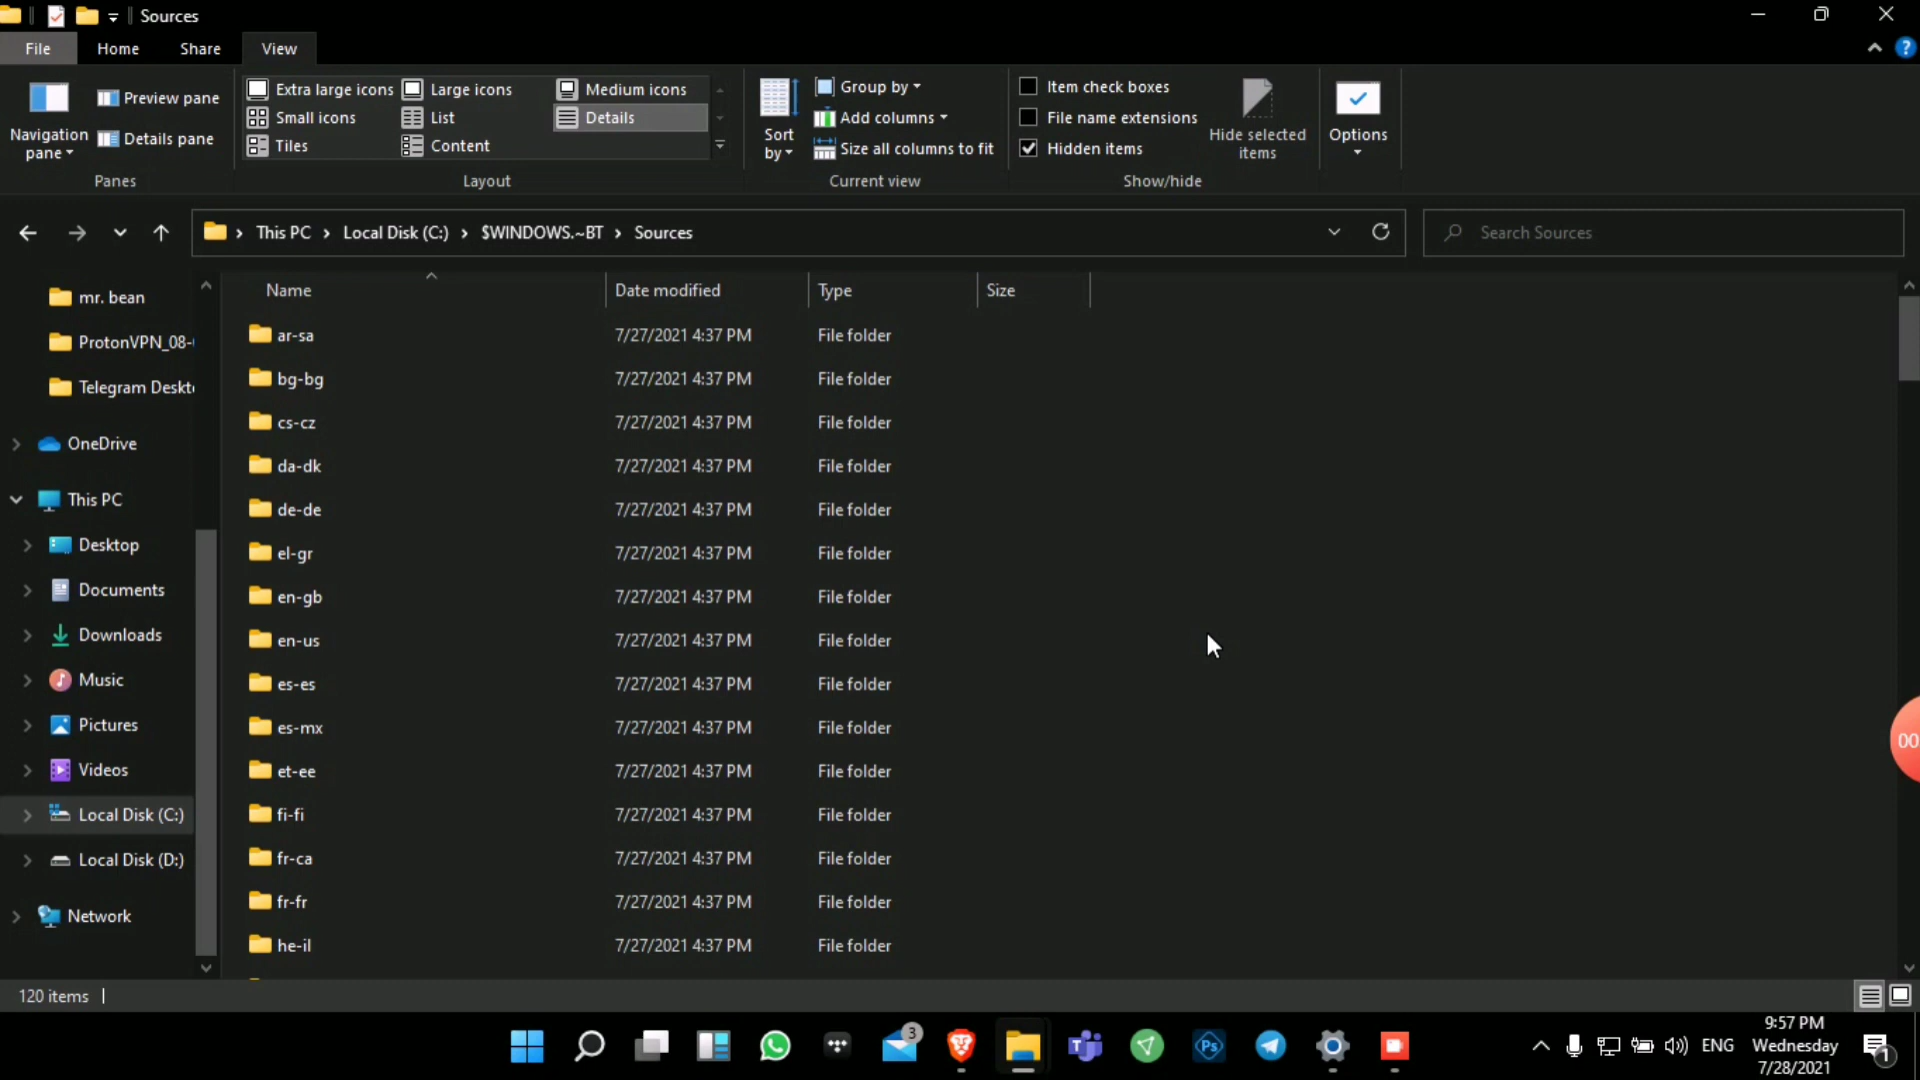 Sources
File Home Share View
Navigation pane
Preview pane
Details pane
Panes
Extra large icons Large icons Medium icons
Small icons List Details
Tiles Content
Layout
Sort by
Group by
Add columns
Size all columns to fit
Current view
Item check boxes
File name extensions
Hidden items
Hide selected items
Show/hide
Options
This PC Local Disk (C:) $WINDOWS.~BT Sources
Search Sources
mr. bean
ProtonVPN_08-
Telegram Deskt
OneDrive
This PC
Desktop
Documents
Downloads
Music
Pictures
Videos
Local Disk (C:)
Local Disk (D:)
Network
Name Date modified Type Size
ar-sa 7/27/2021 4:37 PM File folder
bg-bg 7/27/2021 4:37 PM File folder
cs-cz 7/27/2021 4:37 PM File folder
da-dk 7/27/2021 4:37 PM File folder
de-de 7/27/2021 4:37 PM File folder
el-gr 7/27/2021 4:37 PM File folder
en-gb 7/27/2021 4:37 PM File folder
en-us 7/27/2021 4:37 PM File folder
es-es 7/27/2021 4:37 PM File folder
es-mx 7/27/2021 4:37 PM File folder
et-ee 7/27/2021 4:37 PM File folder
fi-fi 7/27/2021 4:37 PM File folder
fr-ca 7/27/2021 4:37 PM File folder
fr-fr 7/27/2021 4:37 PM File folder
he-il 7/27/2021 4:37 PM File folder
00
120 items
3
Ps
ENG
9:57 PM
Wednesday
7/28/2021
1